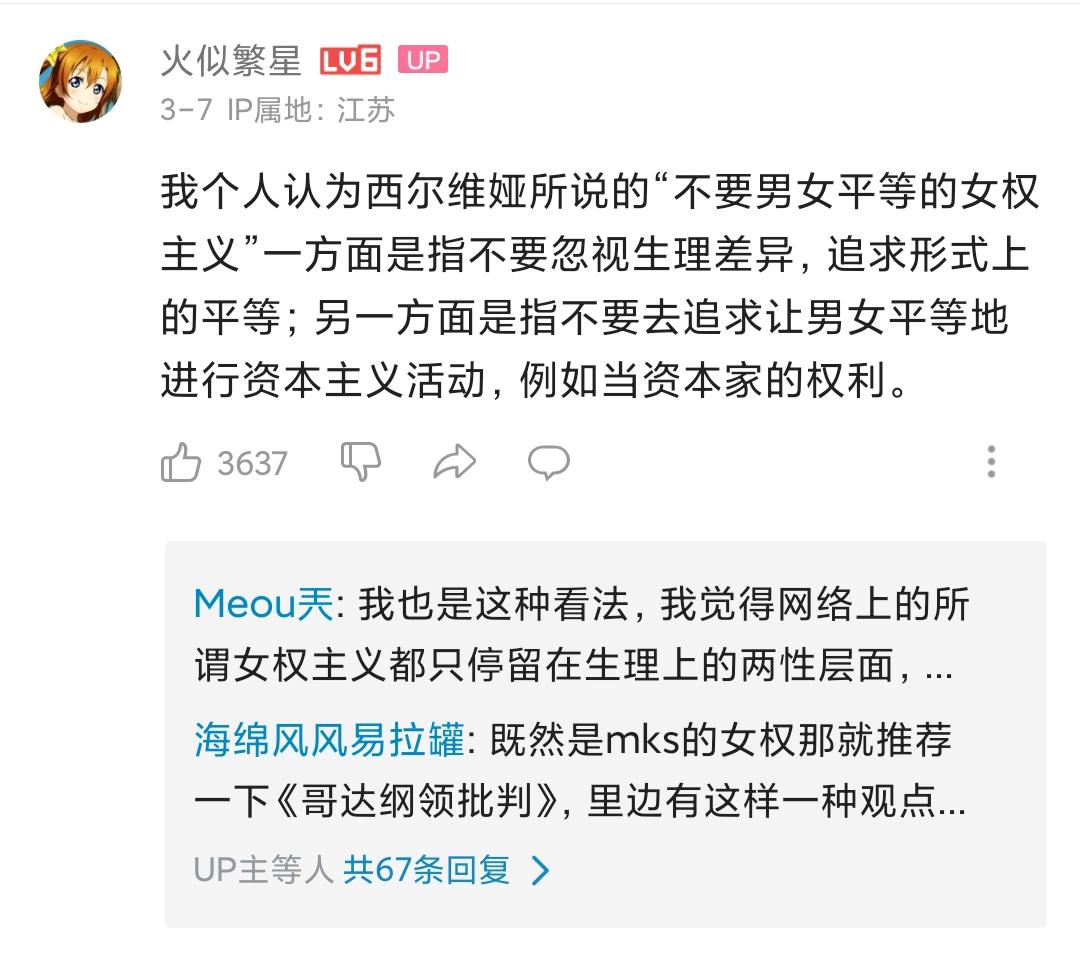 火似繁星 LV6 UP
3-7 IP属地：江苏
我个人认为西尔维娅所说的“不要男女平等的女权
主义”一方面是指不要忽视生理差异，追求形式上
的平等；另一方面是指不要去追求让男女平等地
进行资本主义活动，例如当资本家的权利。
3637
Meou兲: 我也是这种看法，我觉得网络上的所
谓女权主义都只停留在生理上的两性层面，...
海绵风风易拉罐: 既然是mks的女权那就推荐
一下《哥达纲领批判》，里边有这样一种观点...
UP主等人 共67条回复